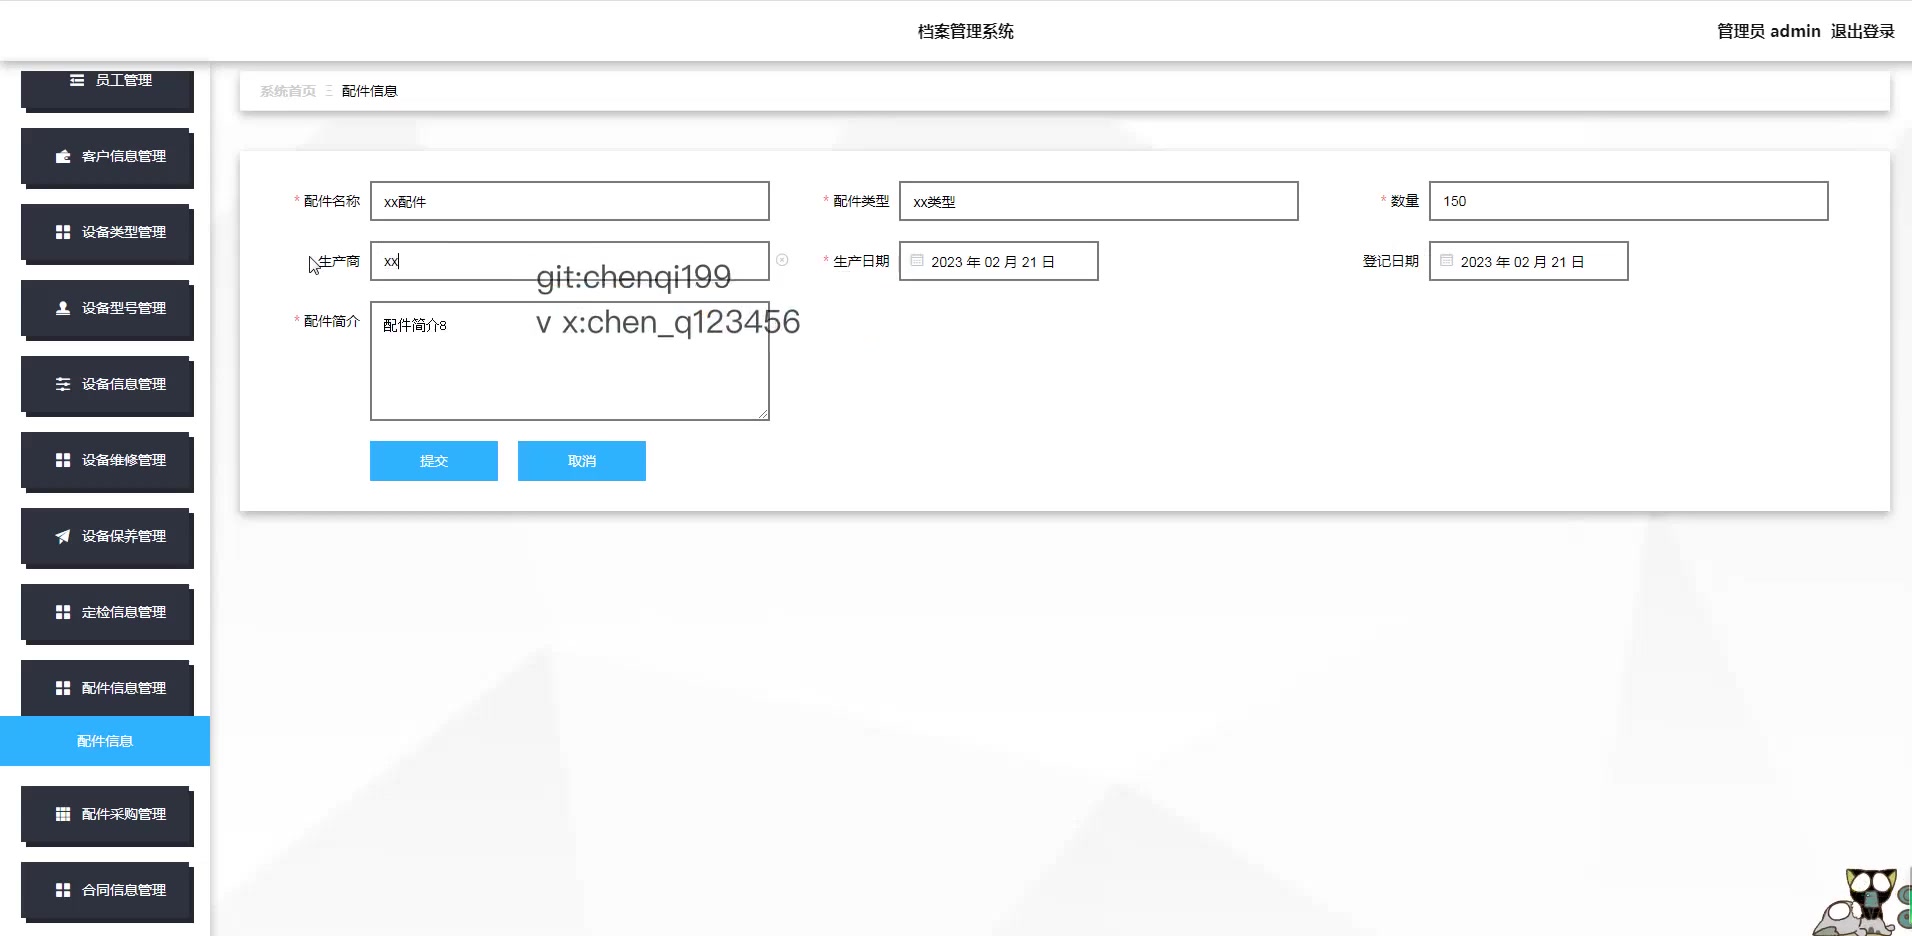 档案管理系统
管理员 admin 退出登录
员工管理
客户信息管理
设备类型管理
设备型号管理
设备信息管理
设备维修管理
设备保养管理
定检信息管理
配件信息管理
配件信息
配件采购管理
合同信息管理
系统首页 配件信息
* 配件名称 xx配件 * 配件类型 xx类型 * 数量 150
生产商 xx * 生产日期 2023 年 02 月 21 日 登记日期 2023 年 02 月 21 日
* 配件简介 配件简介8
git:chenqi199
v x:chen_q123456
提交 取消